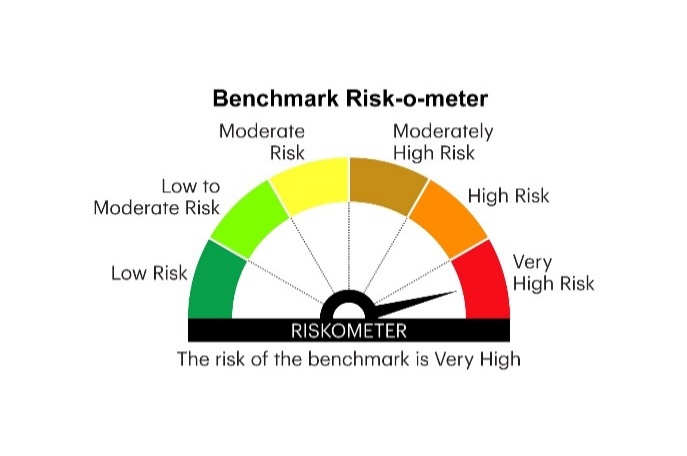 Benchmark Risk-o-meter
Moderate
Risk
Moderately
High Risk
Low to
Moderate Risk
High Risk
Low Risk
Very
High Risk
RISKOMETER
The risk of the benchmark is Very High